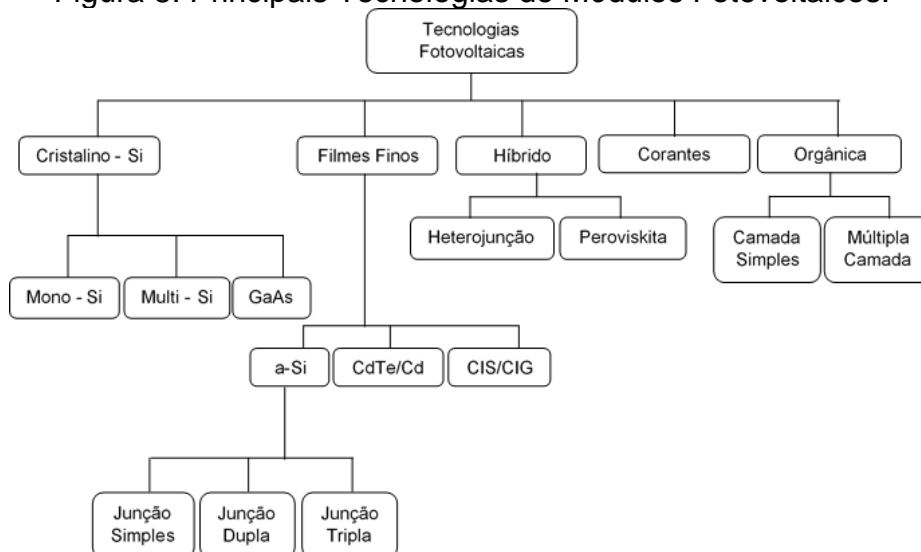 Figura 3. Principais Tecnologias de Módulos Fotovoltaicos.
Tecnologias
Fotovoltaicas
Cristalino - Si
Filmes Finos
Híbrido
Corantes
Orgânica
Heterojunção
Peroviskita
Camada
Simples
Múltipla
Camada
Mono - Si
Multi - Si
GaAs
a-Si
CdTe/Cd
CIS/CIG
Junção
Simples
Junção
Dupla
Junção
Tripla